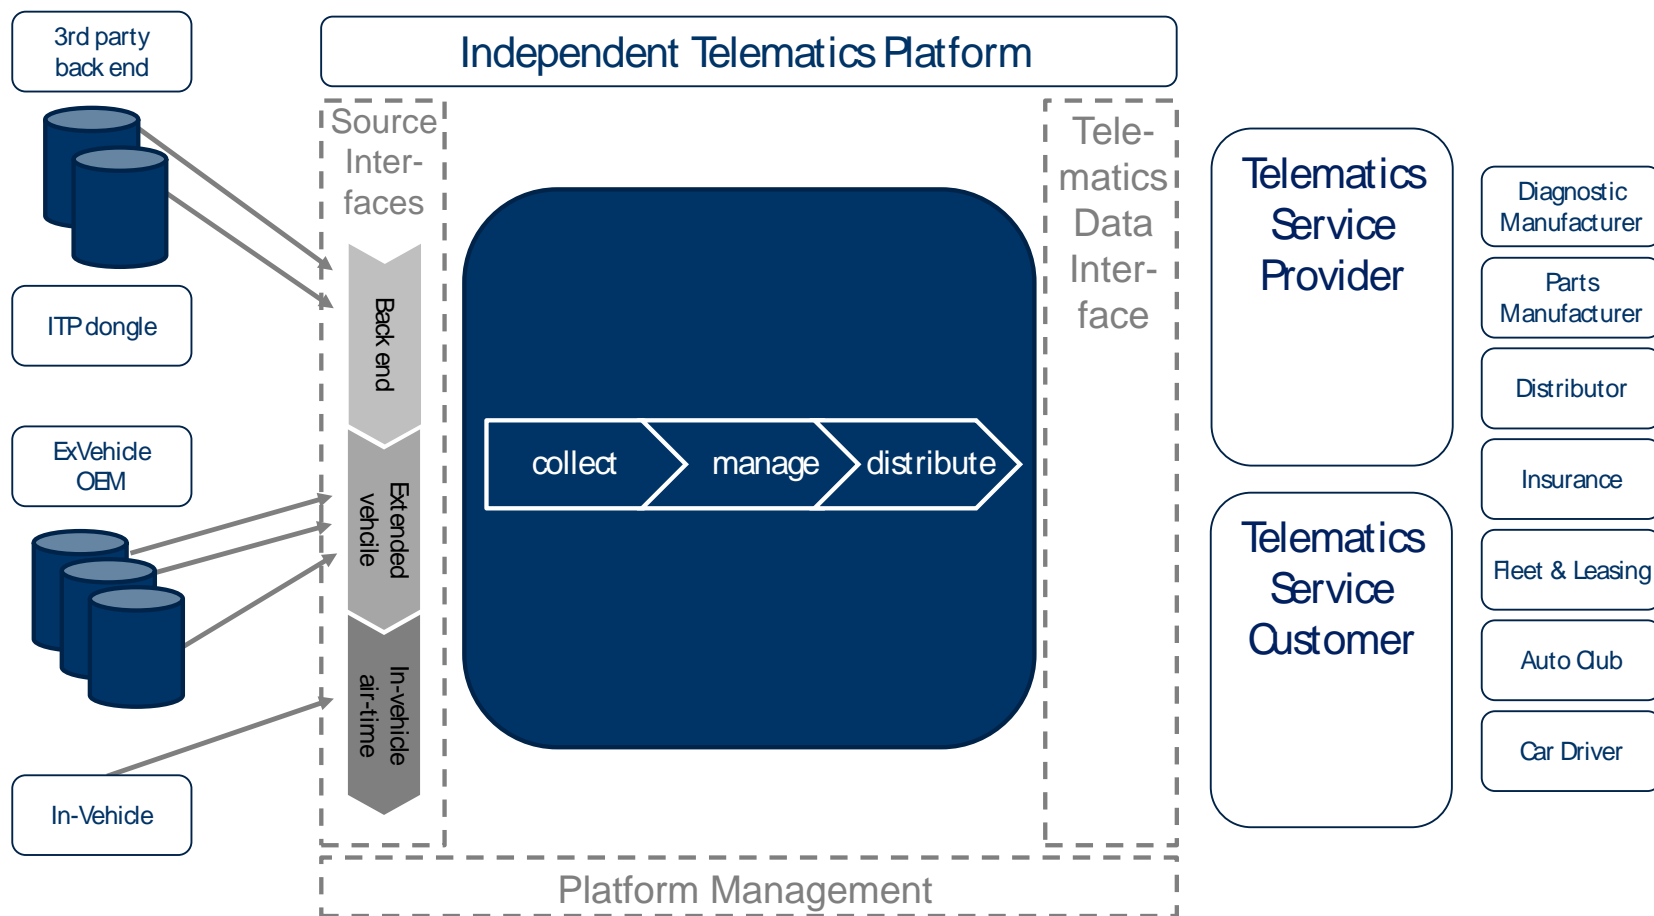 3rd party
back end
ITP dongle
ExVehicle
OEM
In-Vehicle
Independent Telematics Platform
Source
Inter-
faces
Back end
Extended
vehcile
In-vehicle
air-time
collect
manage
distribute
Tele-
matics
Data
Inter-
face
Platform Management
Telematics
Service
Provider
Telematics
Service
Customer
Diagnostic
Manufacturer
Parts
Manufacturer
Distributor
Insurance
Fleet & Leasing
Auto Club
Car Driver